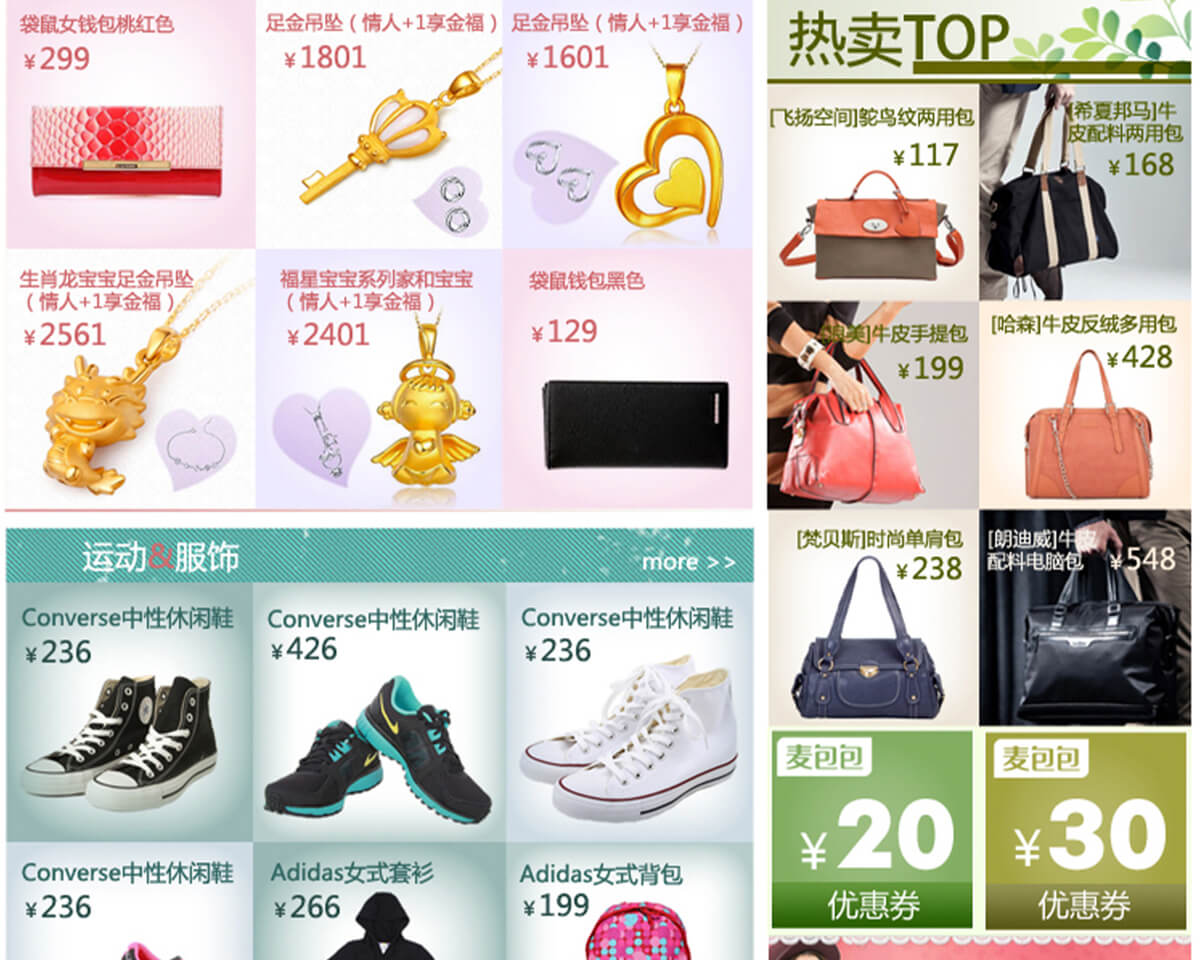 袋鼠女钱包桃红色
¥299
足金吊坠（情人+1享金福）
¥1801
足金吊坠（情人+1享金福）
¥1601
生肖龙宝宝足金吊坠
（情人+1享金福）
¥2561
福星宝宝系列家和宝宝
（情人+1享金福）
¥2401
袋鼠钱包黑色
¥129
运动&服饰
more >>
Converse中性休闲鞋
¥236
Converse中性休闲鞋
¥426
Converse中性休闲鞋
¥236
Converse中性休闲鞋
¥236
Adidas女式套衫
¥266
Adidas女式背包
¥199
热卖TOP
[飞扬空间]鸵鸟纹两用包
¥117
[希夏邦马]牛
皮配料两用包
¥168
美]牛皮手提包
¥199
[哈森]牛皮反绒多用包
¥428
[梵贝斯]时尚单肩包
¥238
[朗迪威]牛皮
配料电脑包
¥548
麦包包
¥20
优惠券
麦包包
¥30
优惠券